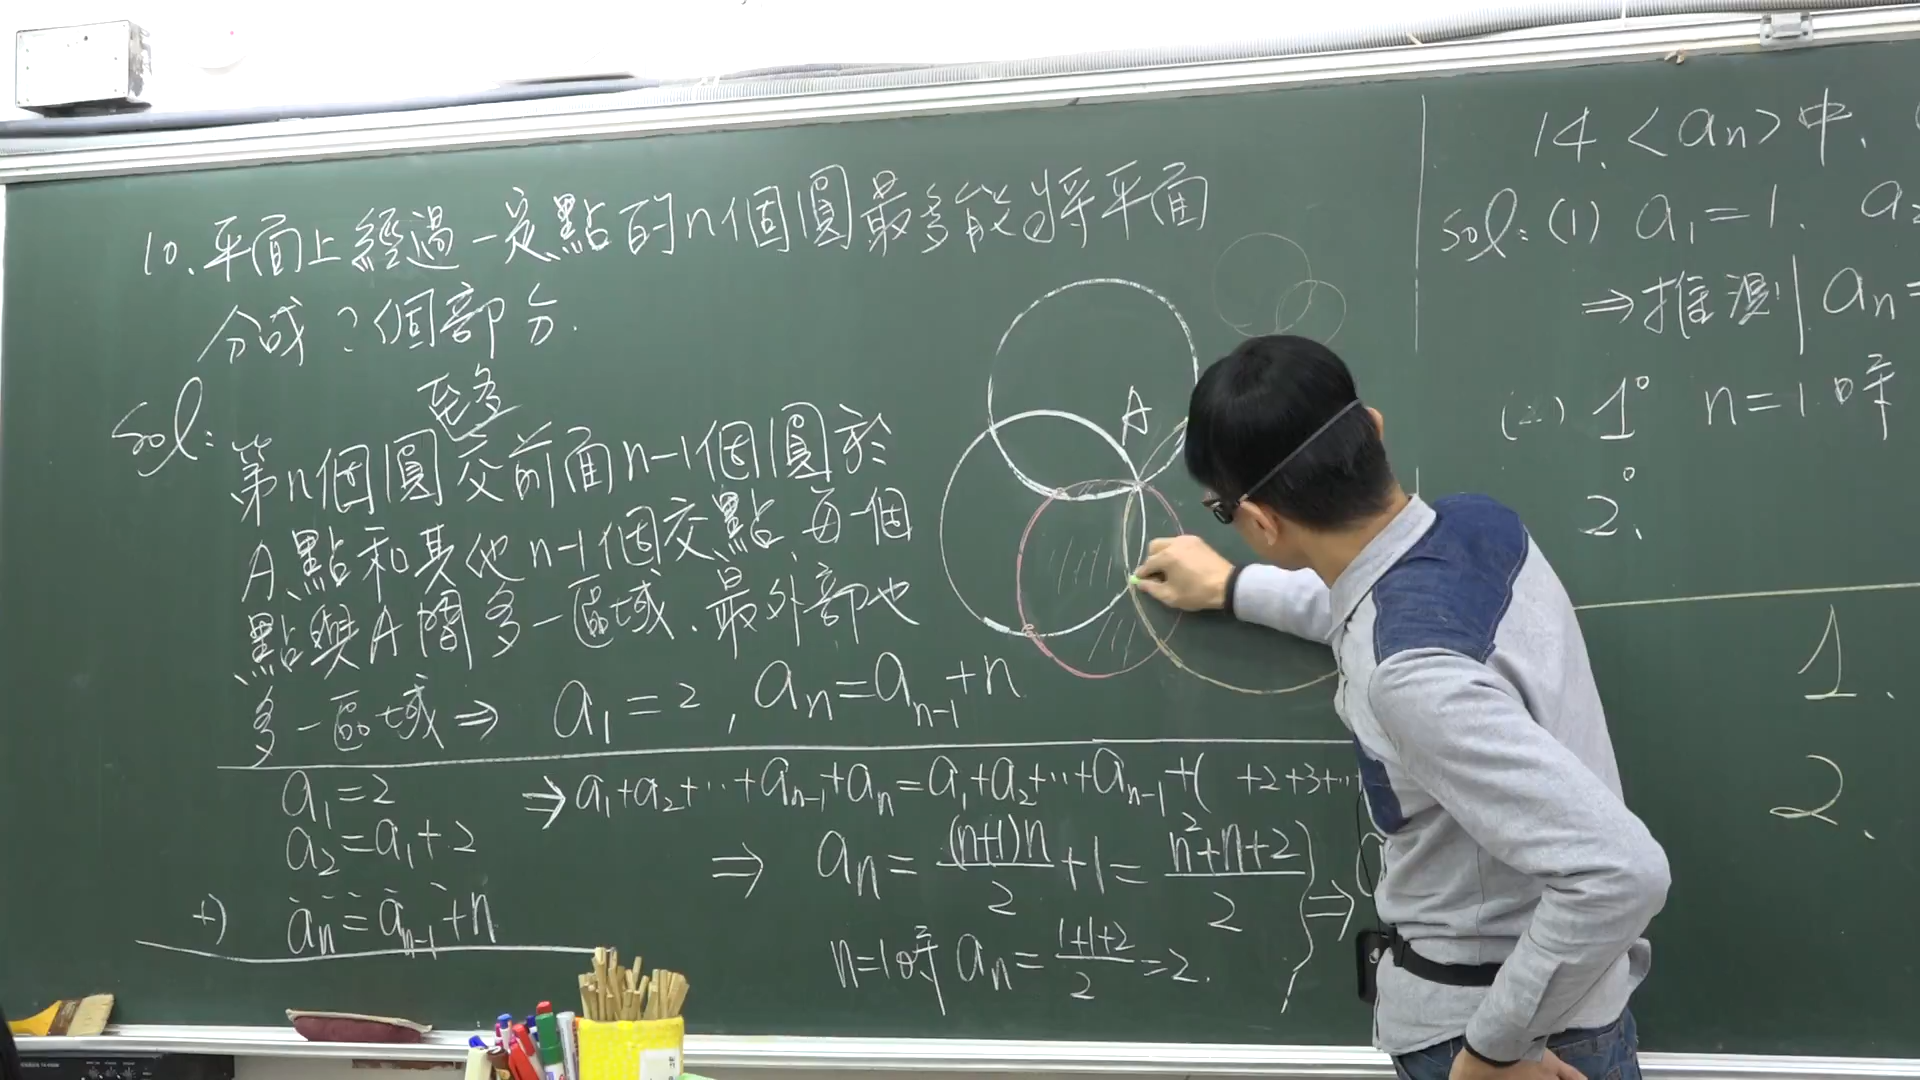 10、平面上經過一定點的n個圓最多能將平面
分成?個部分.
sol:
至多
第n個圓交前面n-1個圓於
A點和其他n-1個交點、每一個
點與A間多一區域、最外部也
多一區域⇒ a₁=2, aₙ=aₙ₋₁+n
a₁=2
a₂=a₁+2
+) aₙ=aₙ₋₁+n
⇒a₁+a₂+⋯+aₙ₋₁+aₙ=a₁+a₂+⋯+aₙ₋₁+( +2+3+⋯+
⇒ aₙ=(n+1)n/2+1=n²+n+2/2 }⇒
n=1時 aₙ=1+1+2/2=2.
A
14、<aₙ>中、
sol: (1) a₁=1. a
⇒推測 aₙ=
(2) 1° n=1時
2°、
1.
2、